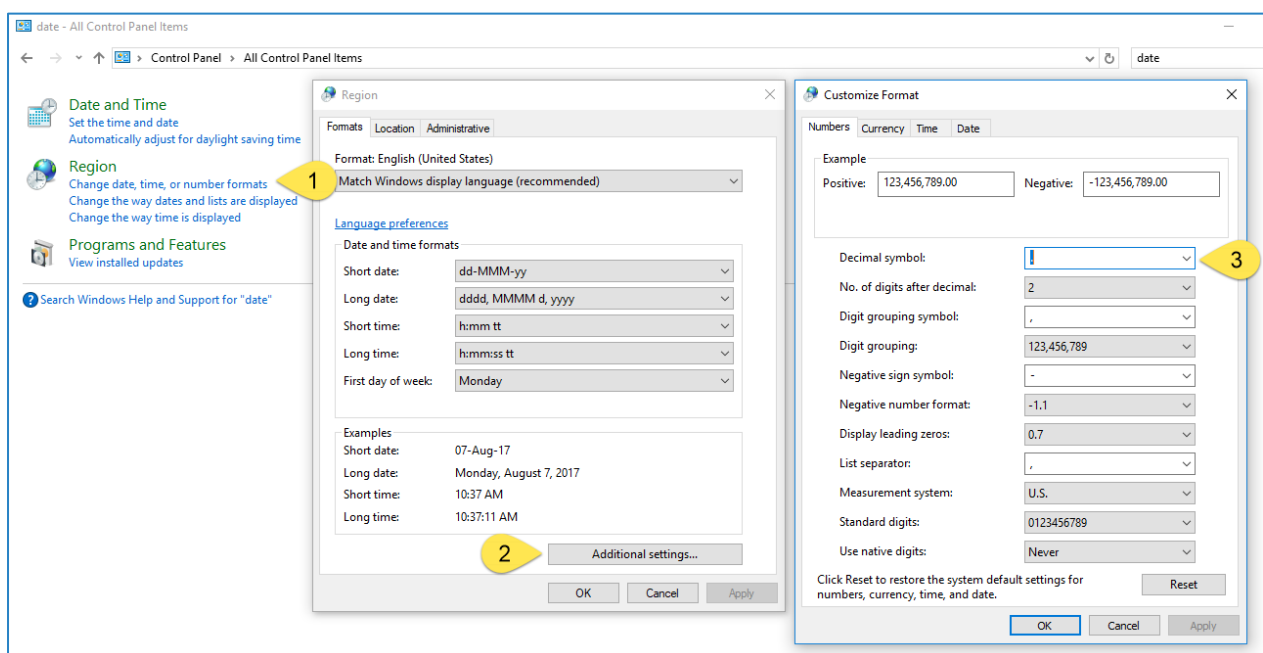 date - All Control Panel Items
Control Panel > All Control Panel Items
date
Date and Time
Set the time and date
Automatically adjust for daylight saving time
Region
Change date, time, or number formats
Change the way dates and lists are displayed
Change the way time is displayed
Programs and Features
View installed updates
Search Windows Help and Support for "date"
1
Region
Formats Location Administrative
Format: English (United States)
Match Windows display language (recommended)
Language preferences
Date and time formats
Short date: dd-MMM-yy
Long date: dddd, MMMM d, yyyy
Short time: h:mm tt
Long time: h:mm:ss tt
First day of week: Monday
Examples
Short date: 07-Aug-17
Long date: Monday, August 7, 2017
Short time: 10:37 AM
Long time: 10:37:11 AM
2
Additional settings...
OK Cancel Apply
Customize Format
Numbers Currency Time Date
Example
Positive: 123,456,789.00 Negative: -123,456,789.00
Decimal symbol: .
3
No. of digits after decimal: 2
Digit grouping symbol: ,
Digit grouping: 123,456,789
Negative sign symbol: -
Negative number format: -1.1
Display leading zeros: 0.7
List separator: ,
Measurement system: U.S.
Standard digits: 0123456789
Use native digits: Never
Click Reset to restore the system default settings for
numbers, currency, time, and date.
Reset
OK Cancel Apply